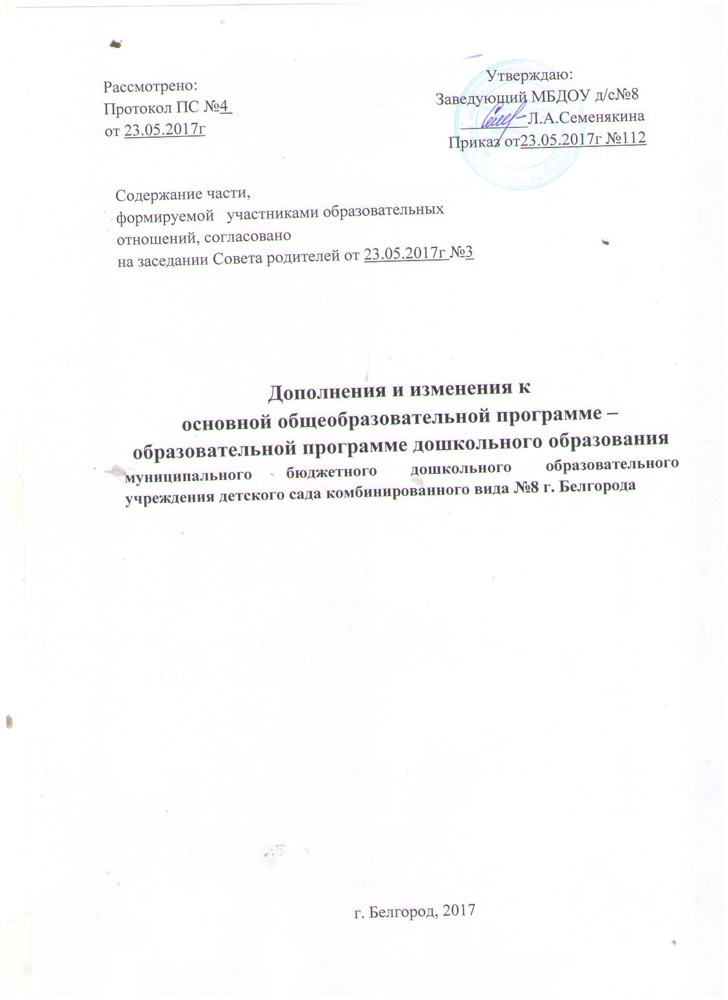 Рассмотрено:
Протокол ПС №4
от 23.05.2017г
Утверждаю:
Заведующий МБДОУ д/с№8
Л.А.Семенякина
Приказ от23.05.2017г №112
Содержание части,
формируемой участниками образовательных
отношений, согласовано
на заседании Совета родителей от 23.05.2017г №3
Дополнения и изменения к
основной общеобразовательной программе –
образовательной программе дошкольного образования
муниципального бюджетного дошкольного образовательного
учреждения детского сада комбинированного вида №8 г. Белгорода
г. Белгород, 2017